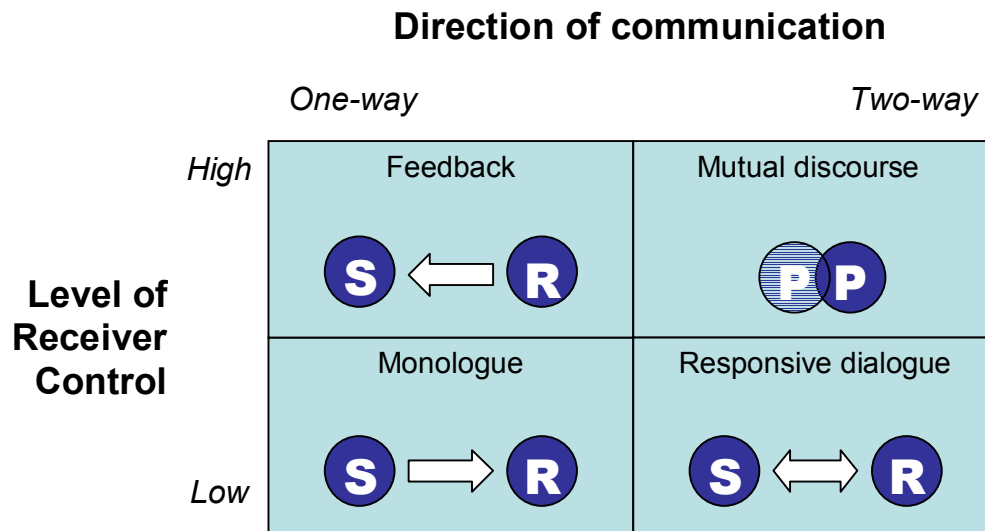 Direction of communication
One-way
Two-way
High
Feedback
Mutual discourse
S
R
P
P
Level of
Receiver
Control
Monologue
Responsive dialogue
S
R
S
R
Low